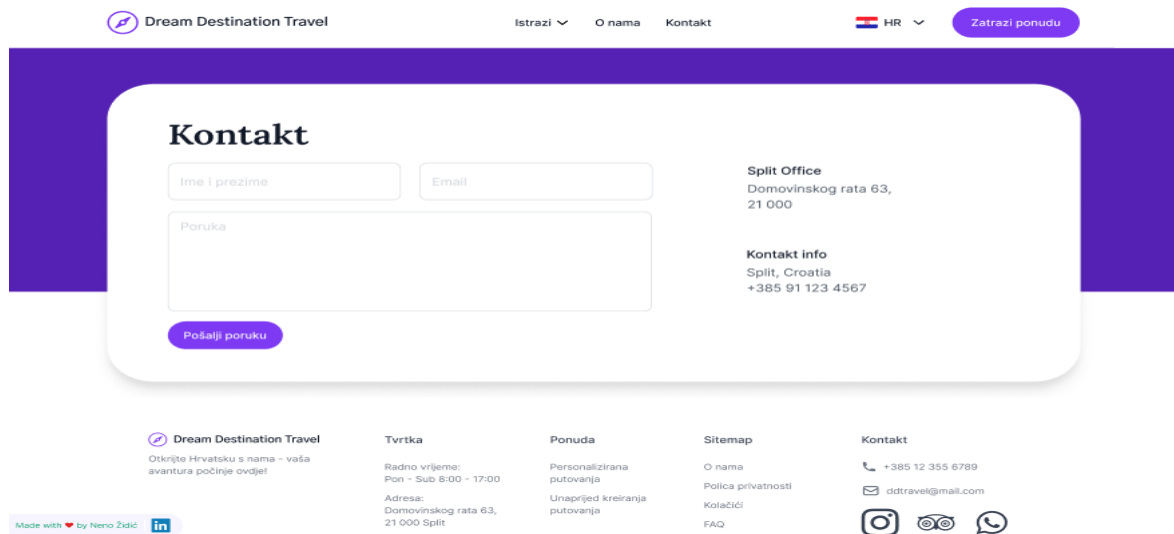 Dream Destination Travel
Istrazi
O nama
Kontakt
HR
Zatrazi ponudu
Kontakt
Ime i prezime
Email
Poruka
Pošalji poruku
Split Office
Domovinskog rata 63,
21 000
Kontakt info
Split, Croatia
+385 91 123 4567
Dream Destination Travel
Otkrijte Hrvatsku s nama - vaša
avantura počinje ovdje!
Tvrtka
Radno vrijeme:
Pon - Sub 8:00 - 17:00
Adresa:
Domovinskog rata 63,
21 000 Split
Ponuda
Personalizirana
putovanja
Unaprijed kreiranja
putovanja
Sitemap
O nama
Polica privatnosti
Kolačići
FAQ
Kontakt
+385 12 355 6789
ddtravel@mail.com
Made with ❤ by Neno Židić
in